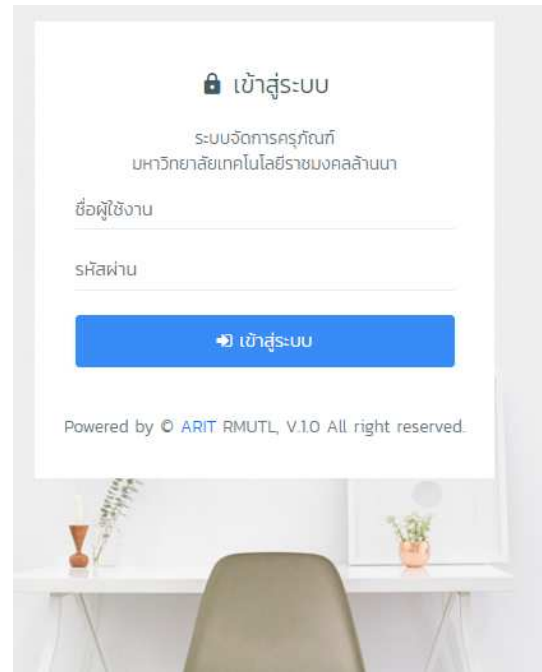 เข้าสู่ระบบ
ระบบจัดการครุภัณฑ์
มหาวิทยาลัยเทคโนโลยีราชมงคลล้านนา
ชื่อผู้ใช้งาน
รหัสผ่าน
เข้าสู่ระบบ
Powered by © ARIT RMUTL, V.1.0 All right reserved.